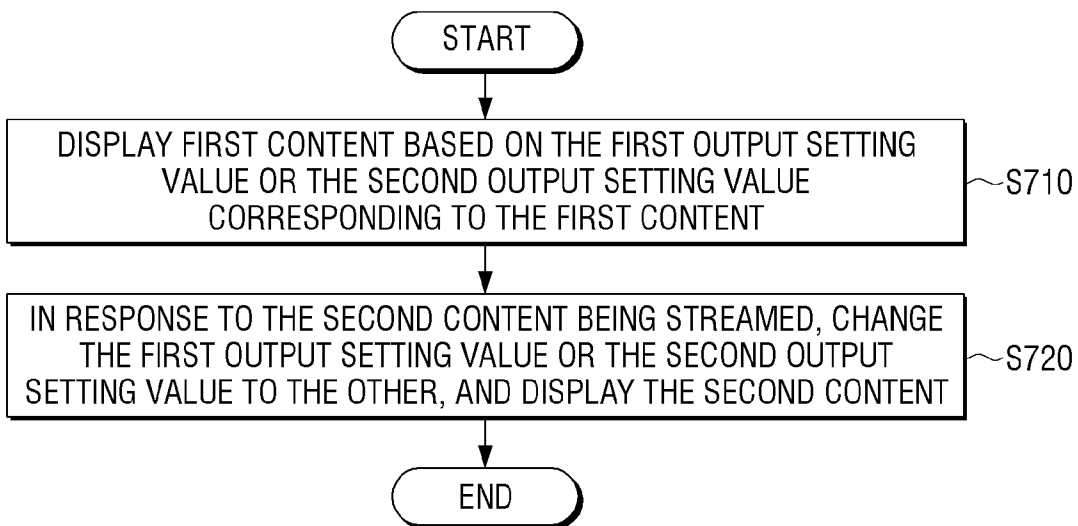 START
DISPLAY FIRST CONTENT BASED ON THE FIRST OUTPUT SETTING
VALUE OR THE SECOND OUTPUT SETTING VALUE
CORRESPONDING TO THE FIRST CONTENT
S710
IN RESPONSE TO THE SECOND CONTENT BEING STREAMED, CHANGE
THE FIRST OUTPUT SETTING VALUE OR THE SECOND OUTPUT
SETTING VALUE TO THE OTHER, AND DISPLAY THE SECOND CONTENT
S720
END